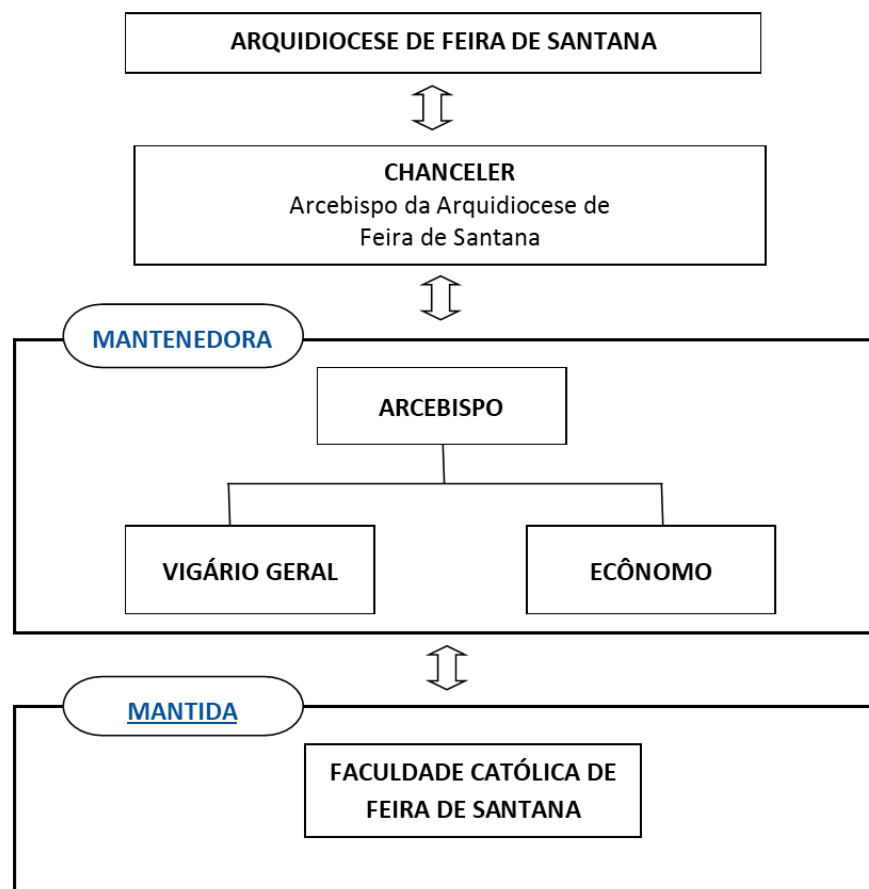 ARQUIDIOCESE DE FEIRA DE SANTANA
CHANCELER
Arcebispo da Arquidiocese de
Feira de Santana
MANTENEDORA
ARCEBISPO
VIGÁRIO GERAL
ECÔNOMO
MANTIDA
FACULDADE CATÓLICA DE
FEIRA DE SANTANA